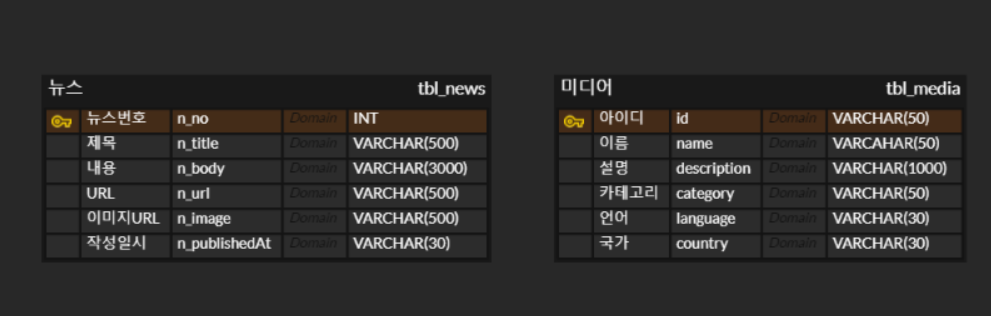 뉴스 tbl_news
뉴스번호 n_no Domain INT
제목 n_title Domain VARCHAR(500)
내용 n_body Domain VARCHAR(3000)
URL n_url Domain VARCHAR(500)
이미지URL n_image Domain VARCHAR(500)
작성일시 n_publishedAt Domain VARCHAR(30)
미디어 tbl_media
아이디 id Domain VARCHAR(50)
이름 name Domain VARCAHAR(50)
설명 description Domain VARCHAR(1000)
카테고리 category Domain VARCHAR(50)
언어 language Domain VARCHAR(30)
국가 country Domain VARCHAR(30)